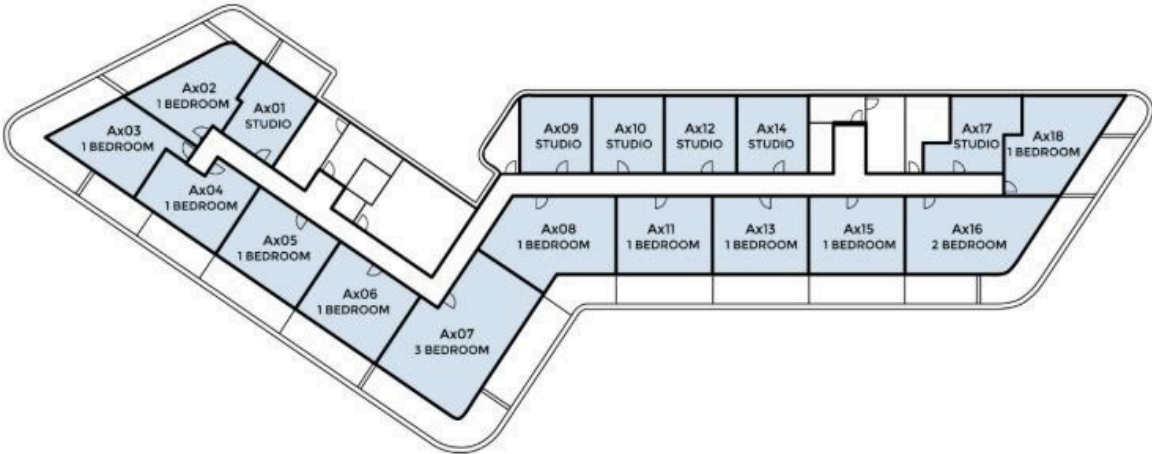 Ax02
1 BEDROOM
Ax01
STUDIO
Ax03
1 BEDROOM
Ax04
1 BEDROOM
Ax05
1 BEDROOM
Ax06
1 BEDROOM
Ax07
3 BEDROOM
Ax09
STUDIO
Ax10
STUDIO
Ax12
STUDIO
Ax14
STUDIO
Ax17
STUDIO
Ax18
1 BEDROOM
Ax08
1 BEDROOM
Ax11
1 BEDROOM
Ax13
1 BEDROOM
Ax15
1 BEDROOM
Ax16
2 BEDROOM